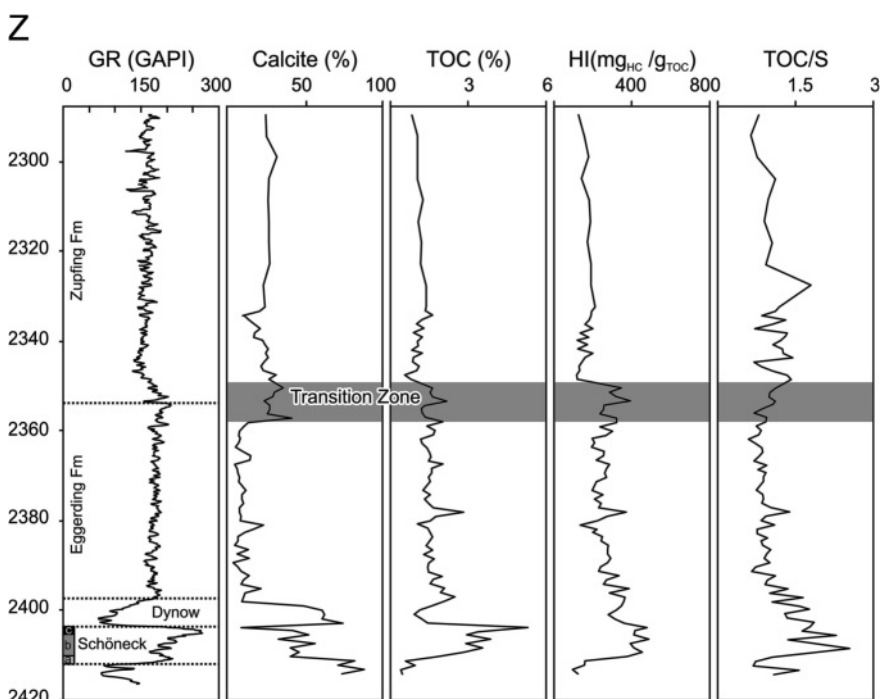 Z
GR (GAPI) Calcite (%) TOC (%) HI(mgHC /gTOC) TOC/S
0 150 300 50 100 3 6 400 800 1.5 3
2300
2320
2340
2360
2380
2400
2420
Zupfing Fm
Transition Zone
Eggerding Fm
Dynow
c
Schöneck
b
a